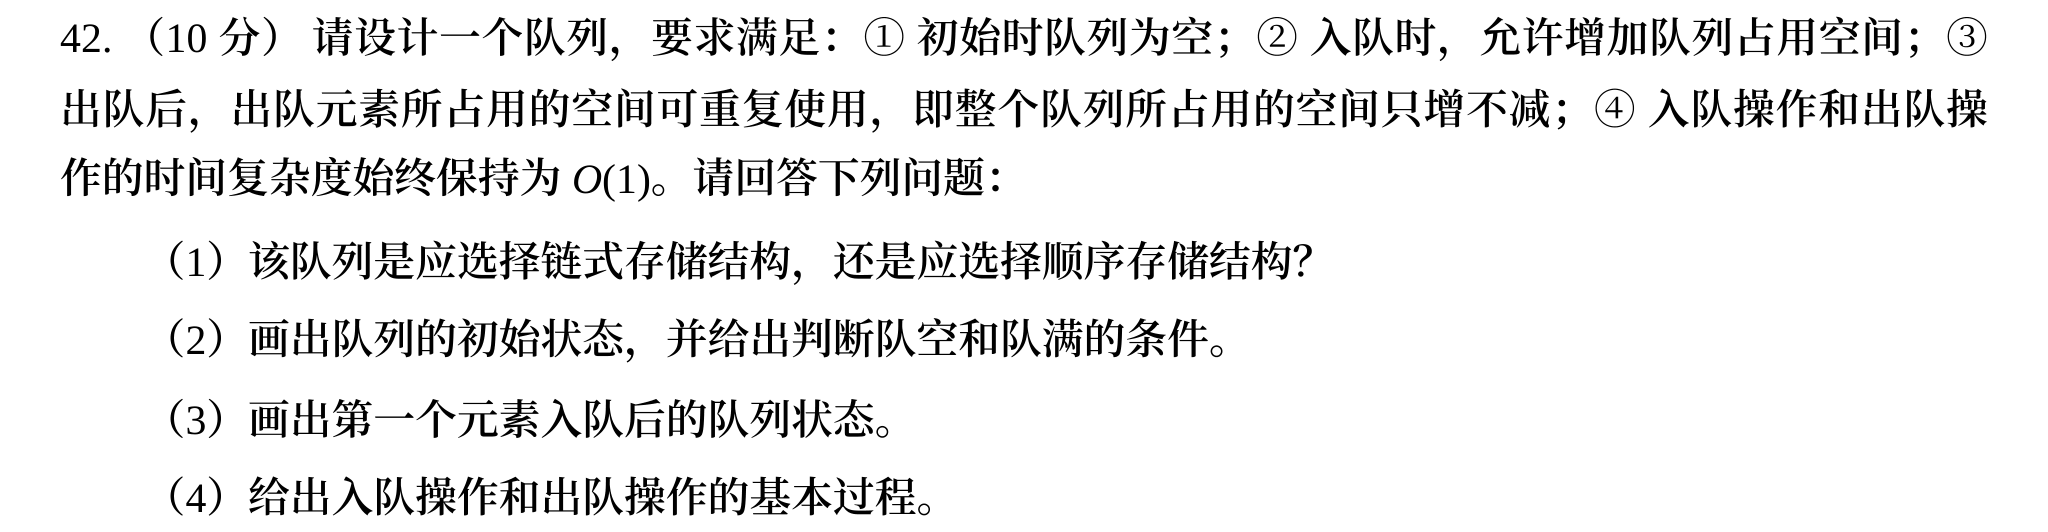 42. （10 分） 请设计一个队列，要求满足：① 初始时队列为空；② 入队时，允许增加队列占用空间；③
出队后，出队元素所占用的空间可重复使用，即整个队列所占用的空间只增不减；④ 入队操作和出队操
作的时间复杂度始终保持为 O(1)。请回答下列问题：
（1）该队列是应选择链式存储结构，还是应选择顺序存储结构？
（2）画出队列的初始状态，并给出判断队空和队满的条件。
（3）画出第一个元素入队后的队列状态。
（4）给出入队操作和出队操作的基本过程。